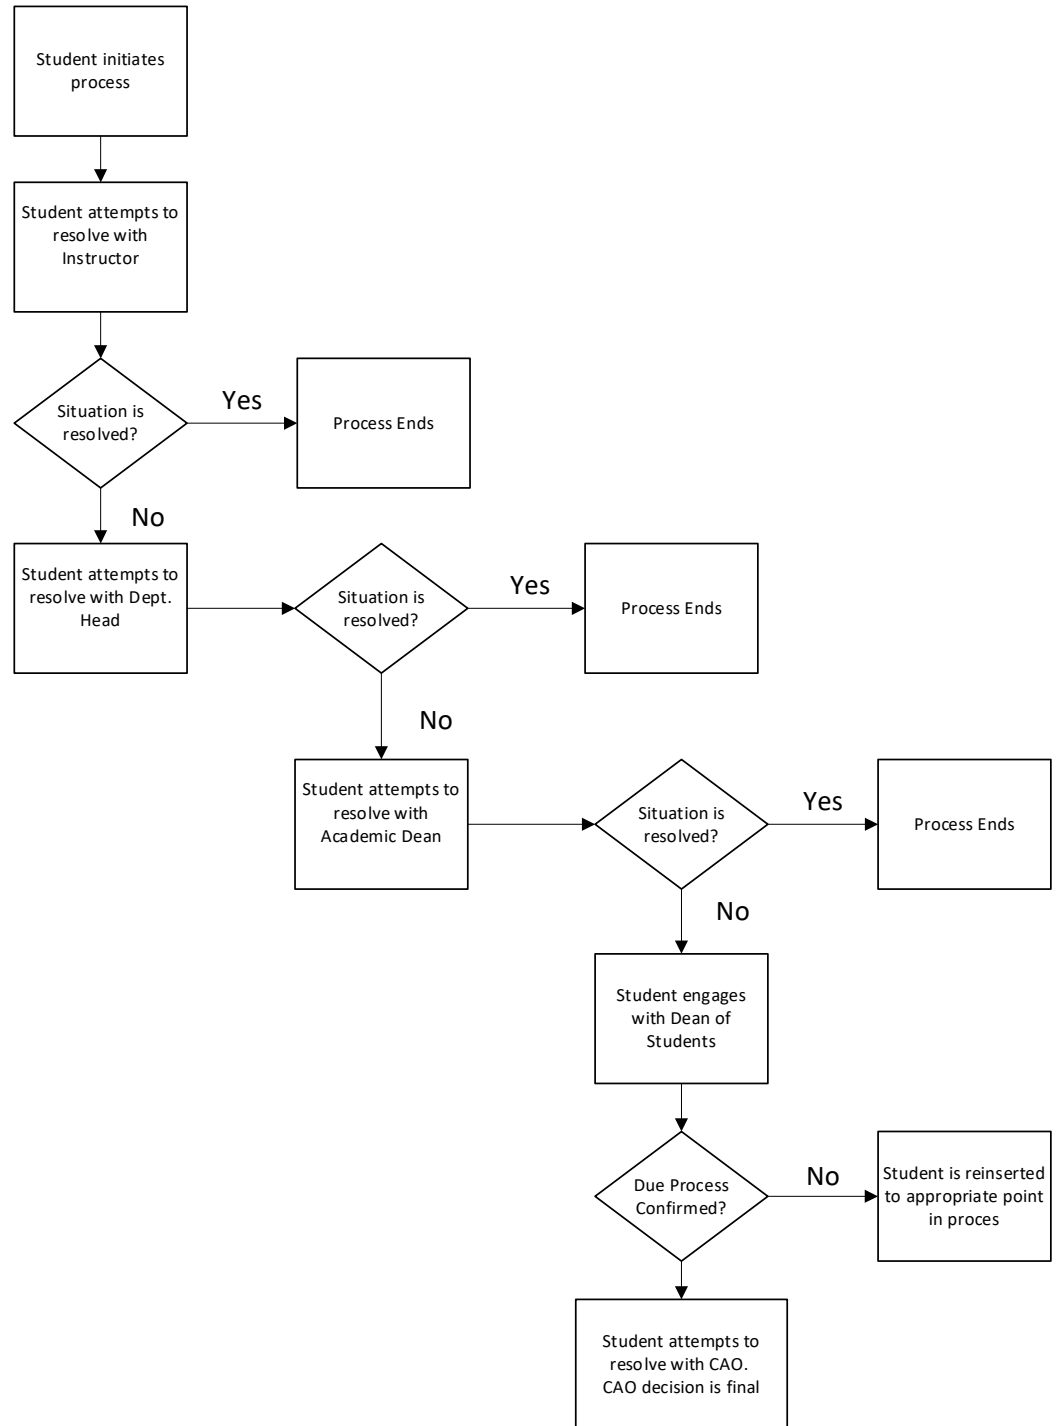 Student initiates
process
Student attempts to
resolve with
Instructor
Situation is
resolved?
Yes
Process Ends
No
Student attempts to
resolve with Dept.
Head
Situation is
resolved?
Yes
Process Ends
No
Student attempts to
resolve with
Academic Dean
Situation is
resolved?
Yes
Process Ends
No
Student engages
with Dean of
Students
Due Process
Confirmed?
No
Student is reinserted
to appropriate point
in proces
Student attempts to
resolve with CAO.
CAO decision is final